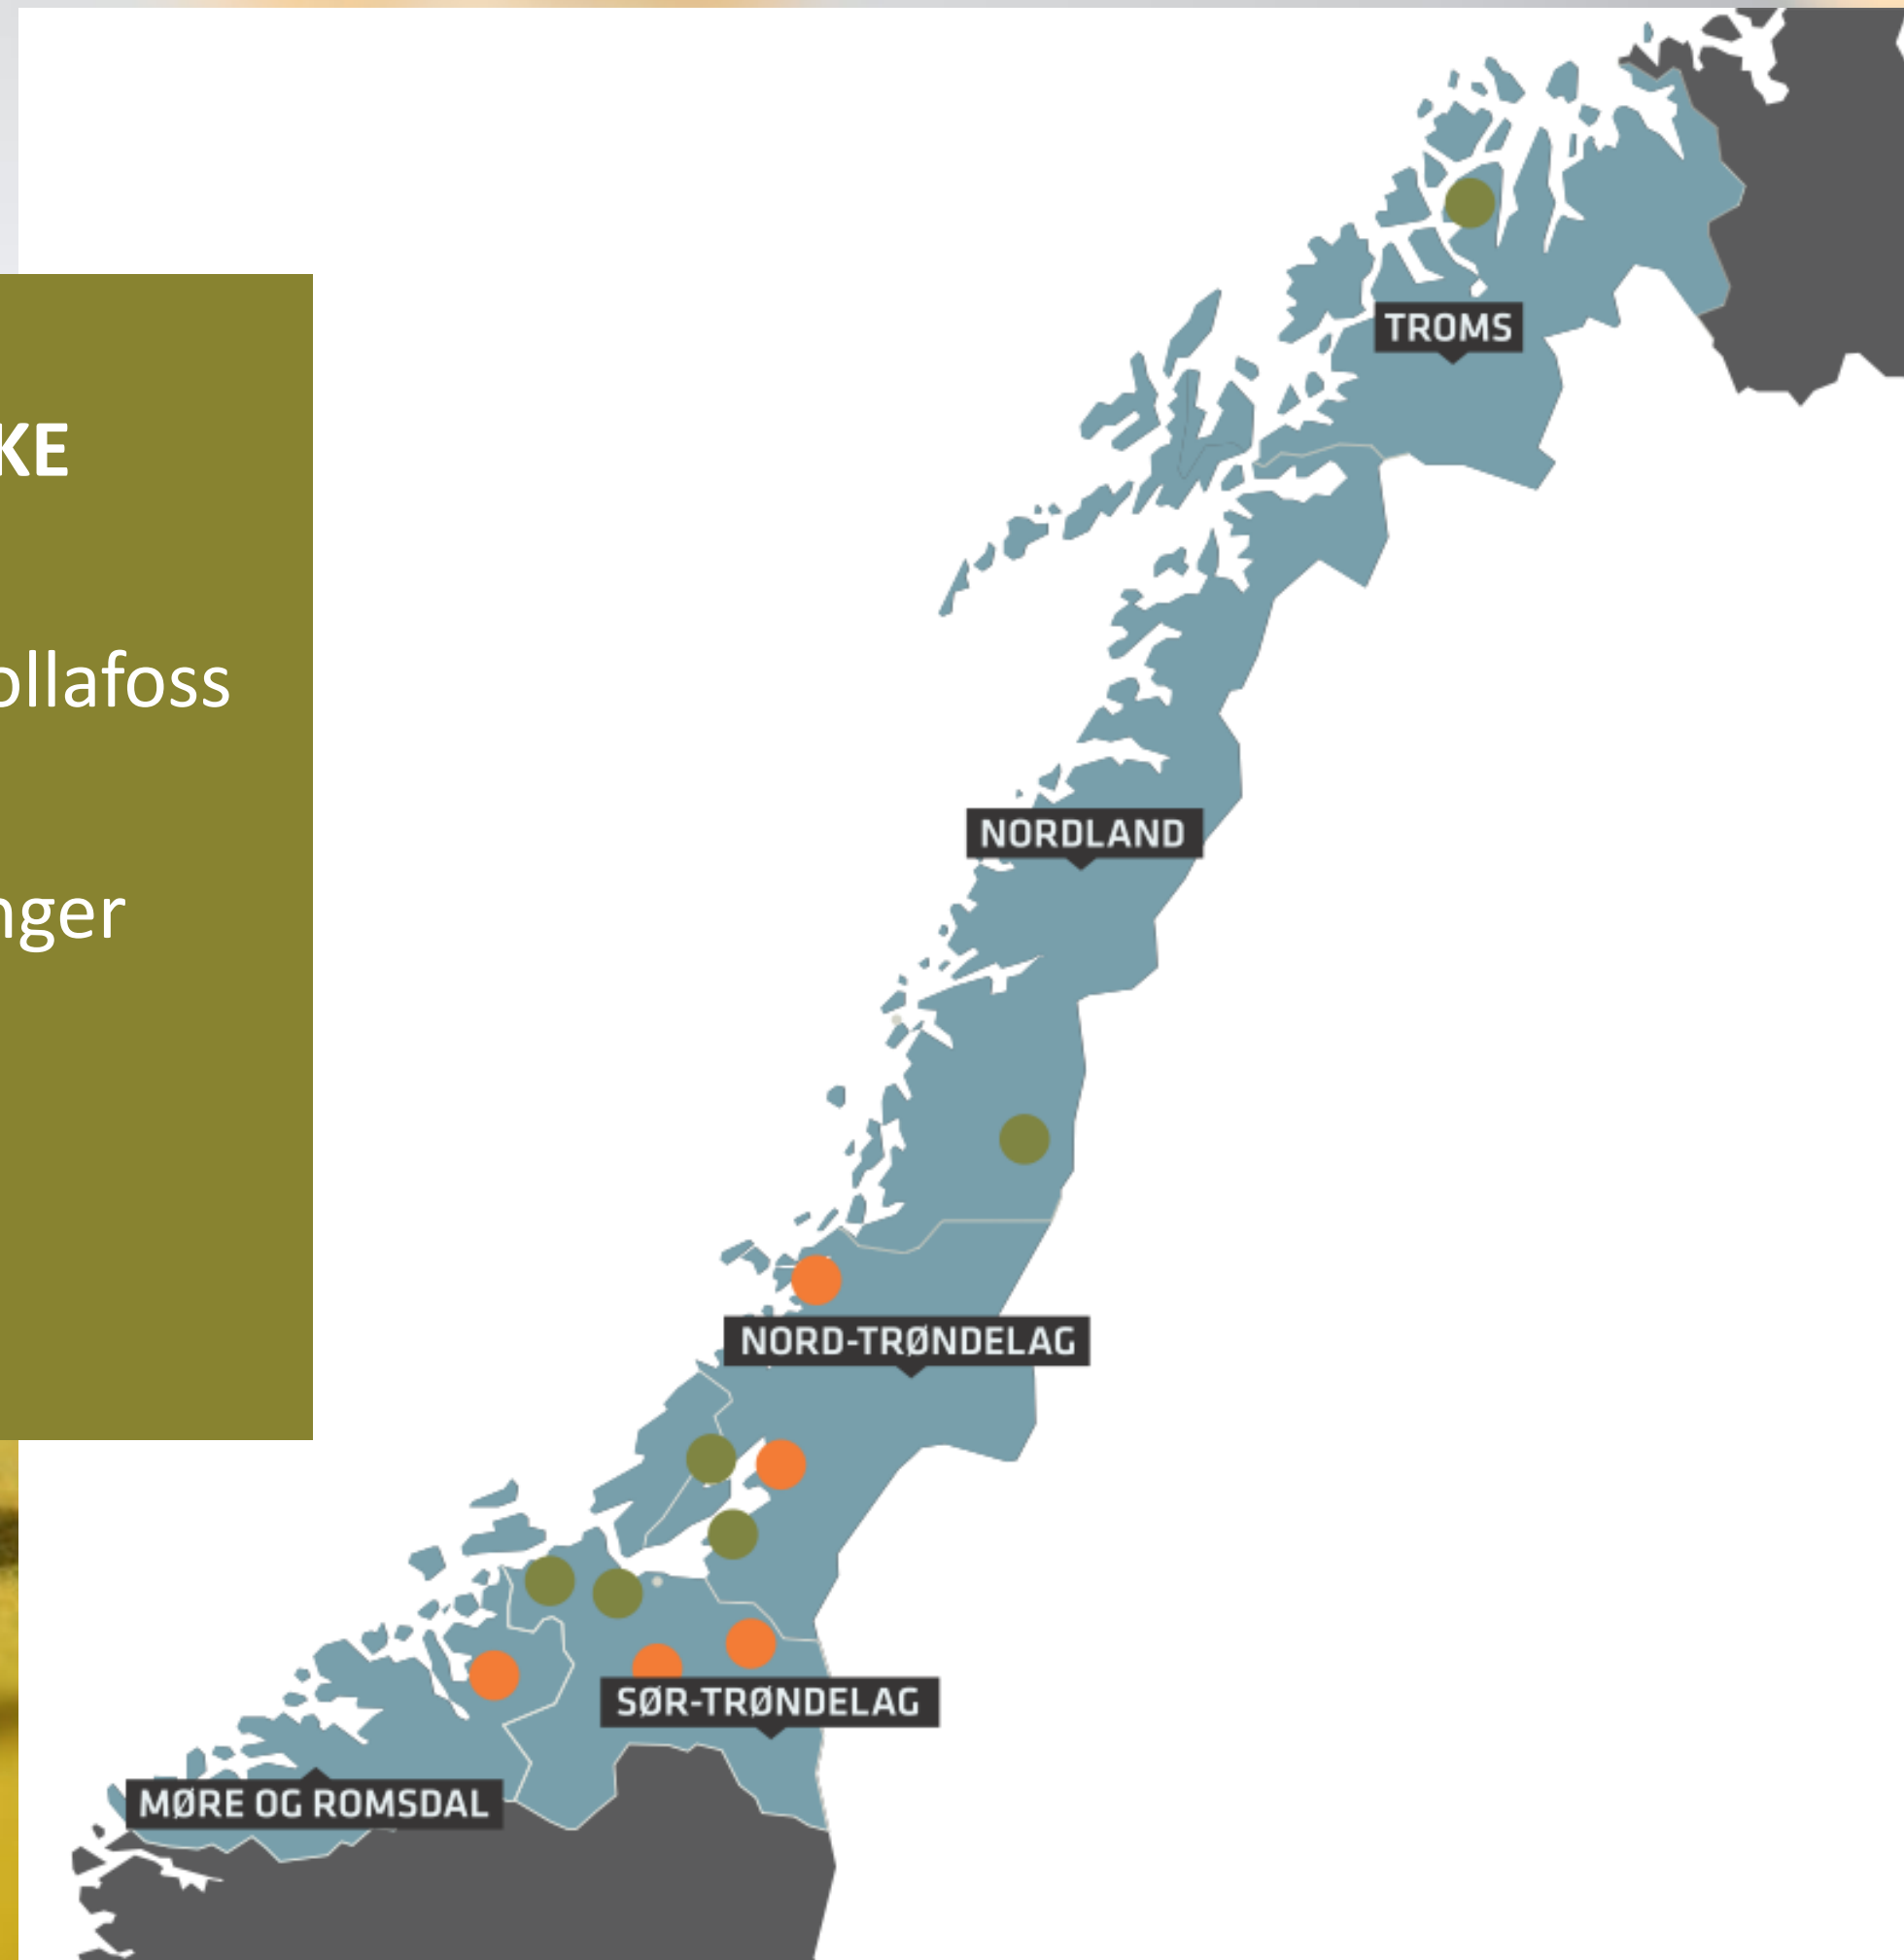 KE
ollafoss
nger
TROMS
NORDLAND
NORD-TRØNDELAG
SØR-TRØNDELAG
MØRE OG ROMSDAL